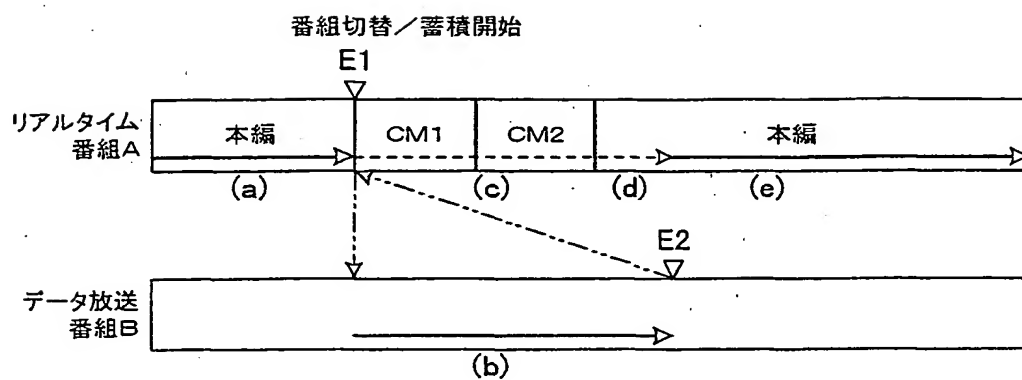 番組切替／蓄積開始
E1
リアルタイム
番組A
本編
CM1
CM2
本編
(a)
(c)
(d)
(e)
E2
データ放送
番組B
(b)